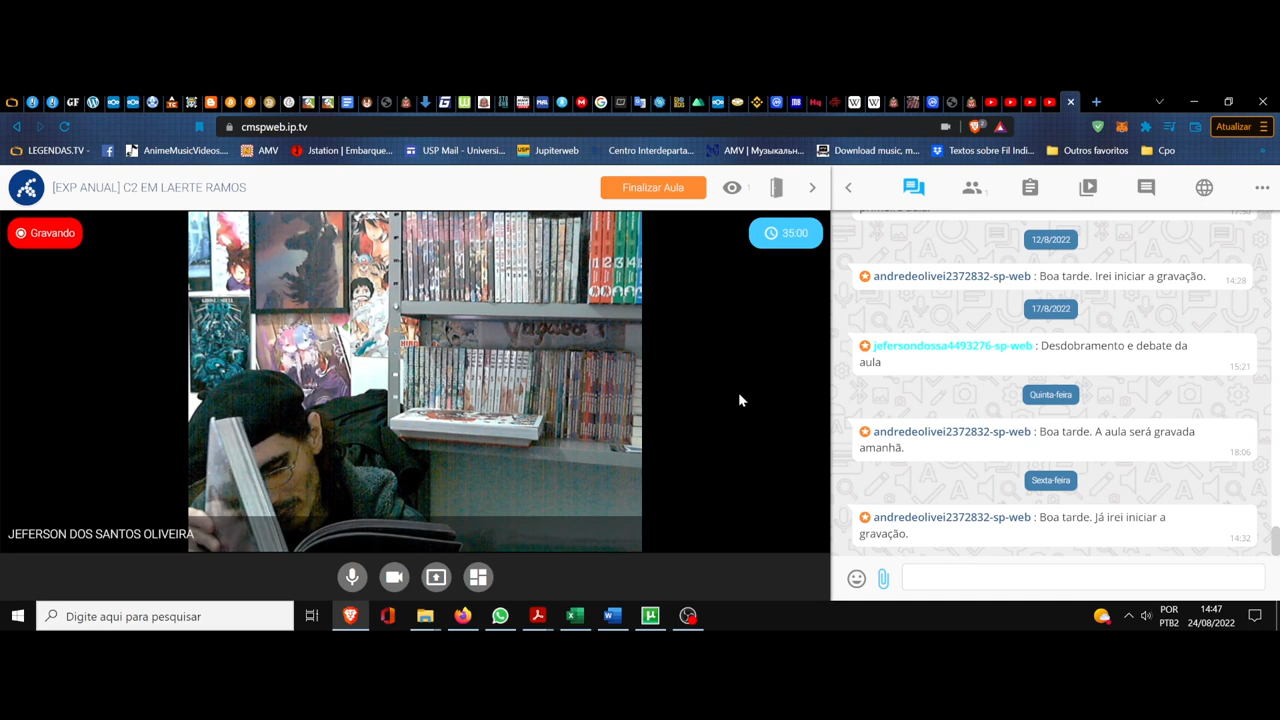 cmspweb.ip.tv
Atualizar
LEGENDAS.TV -
AnimeMusicVideos...
AMV
Jstation | Embarque...
USP Mail - Universi...
Jupiterweb
Centro Interdeparta...
AMV | Музыкальн...
Download music, m...
Textos sobre Fil Indi...
Outros favoritos
Cpo
[EXP ANUAL] C2 EM LAERTE RAMOS
Finalizar Aula
1
1
Gravando
35:00
12/8/2022
andredeolivei2372832-sp-web : Boa tarde. Irei iniciar a gravação.
14:28
17/8/2022
jefersondossa4493276-sp-web : Desdobramento e debate da
aula
15:21
Quinta-feira
andredeolivei2372832-sp-web : Boa tarde. A aula será gravada
amanhã.
18:06
Sexta-feira
andredeolivei2372832-sp-web : Boa tarde. Já irei iniciar a
gravação.
14:32
JEFERSON DOS SANTOS OLIVEIRA
Digite aqui para pesquisar
POR
PTB2
14:47
24/08/2022